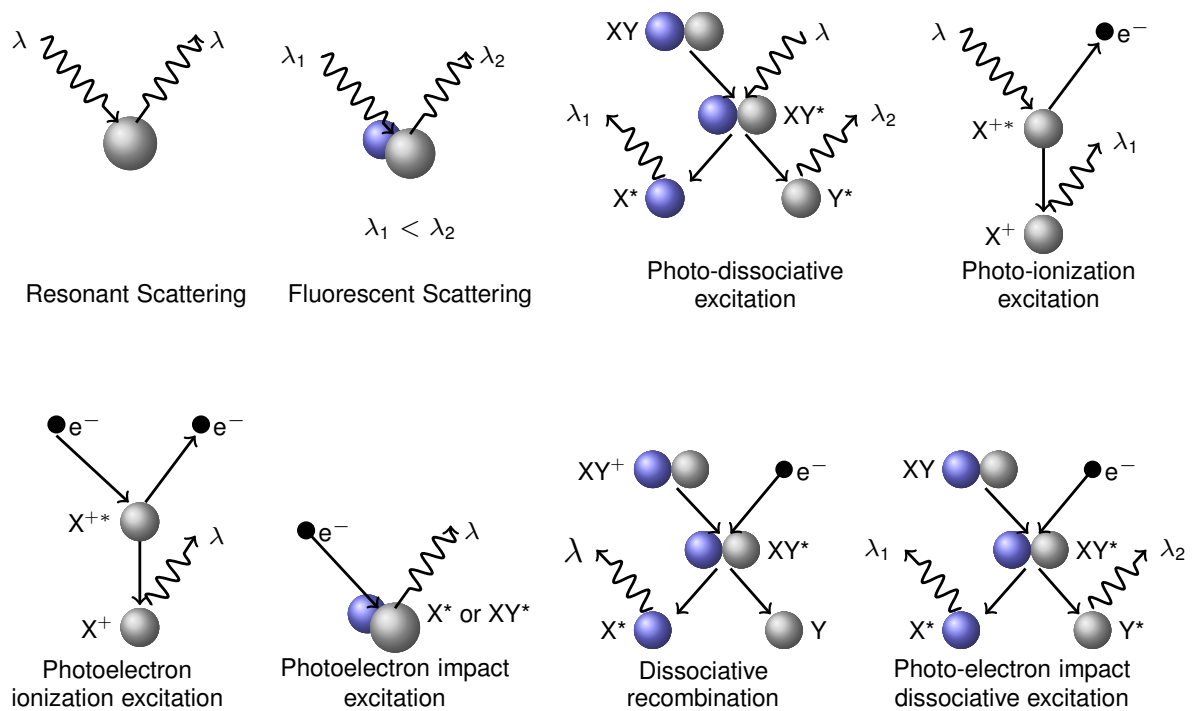 λ
λ
Resonant Scattering
λ₁
λ₂
λ₁ < λ₂
Fluorescent Scattering
XY
λ
XY*
λ₁
λ₂
X*
Y*
Photo-dissociative
excitation
λ
e⁻
X⁺*
λ₁
X⁺
Photo-ionization
excitation
e⁻
e⁻
X⁺*
λ
X⁺
Photoelectron
ionization excitation
e⁻
λ
X* or XY*
Photoelectron impact
excitation
XY⁺
e⁻
XY*
λ
X*
Y
Dissociative
recombination
XY
e⁻
XY*
λ₁
λ₂
X*
Y*
Photo-electron impact
dissociative excitation